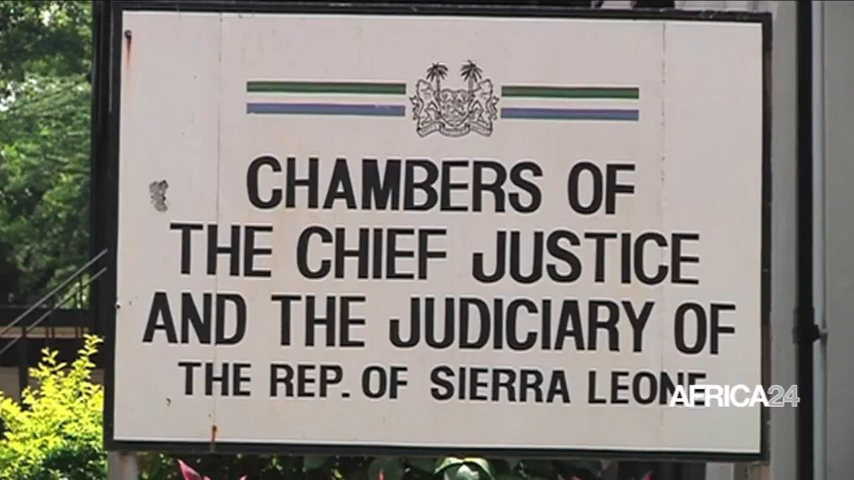 CHAMBERS OF
THE CHIEF JUSTICE
AND THE JUDICIARY OF
THE REP. OF SIERRA LEONE
AFRICA24